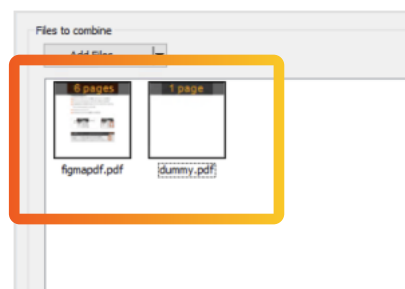 Files to combine
Add Files
6 pages
1 page
figmapdf.pdf
dummy.pdf